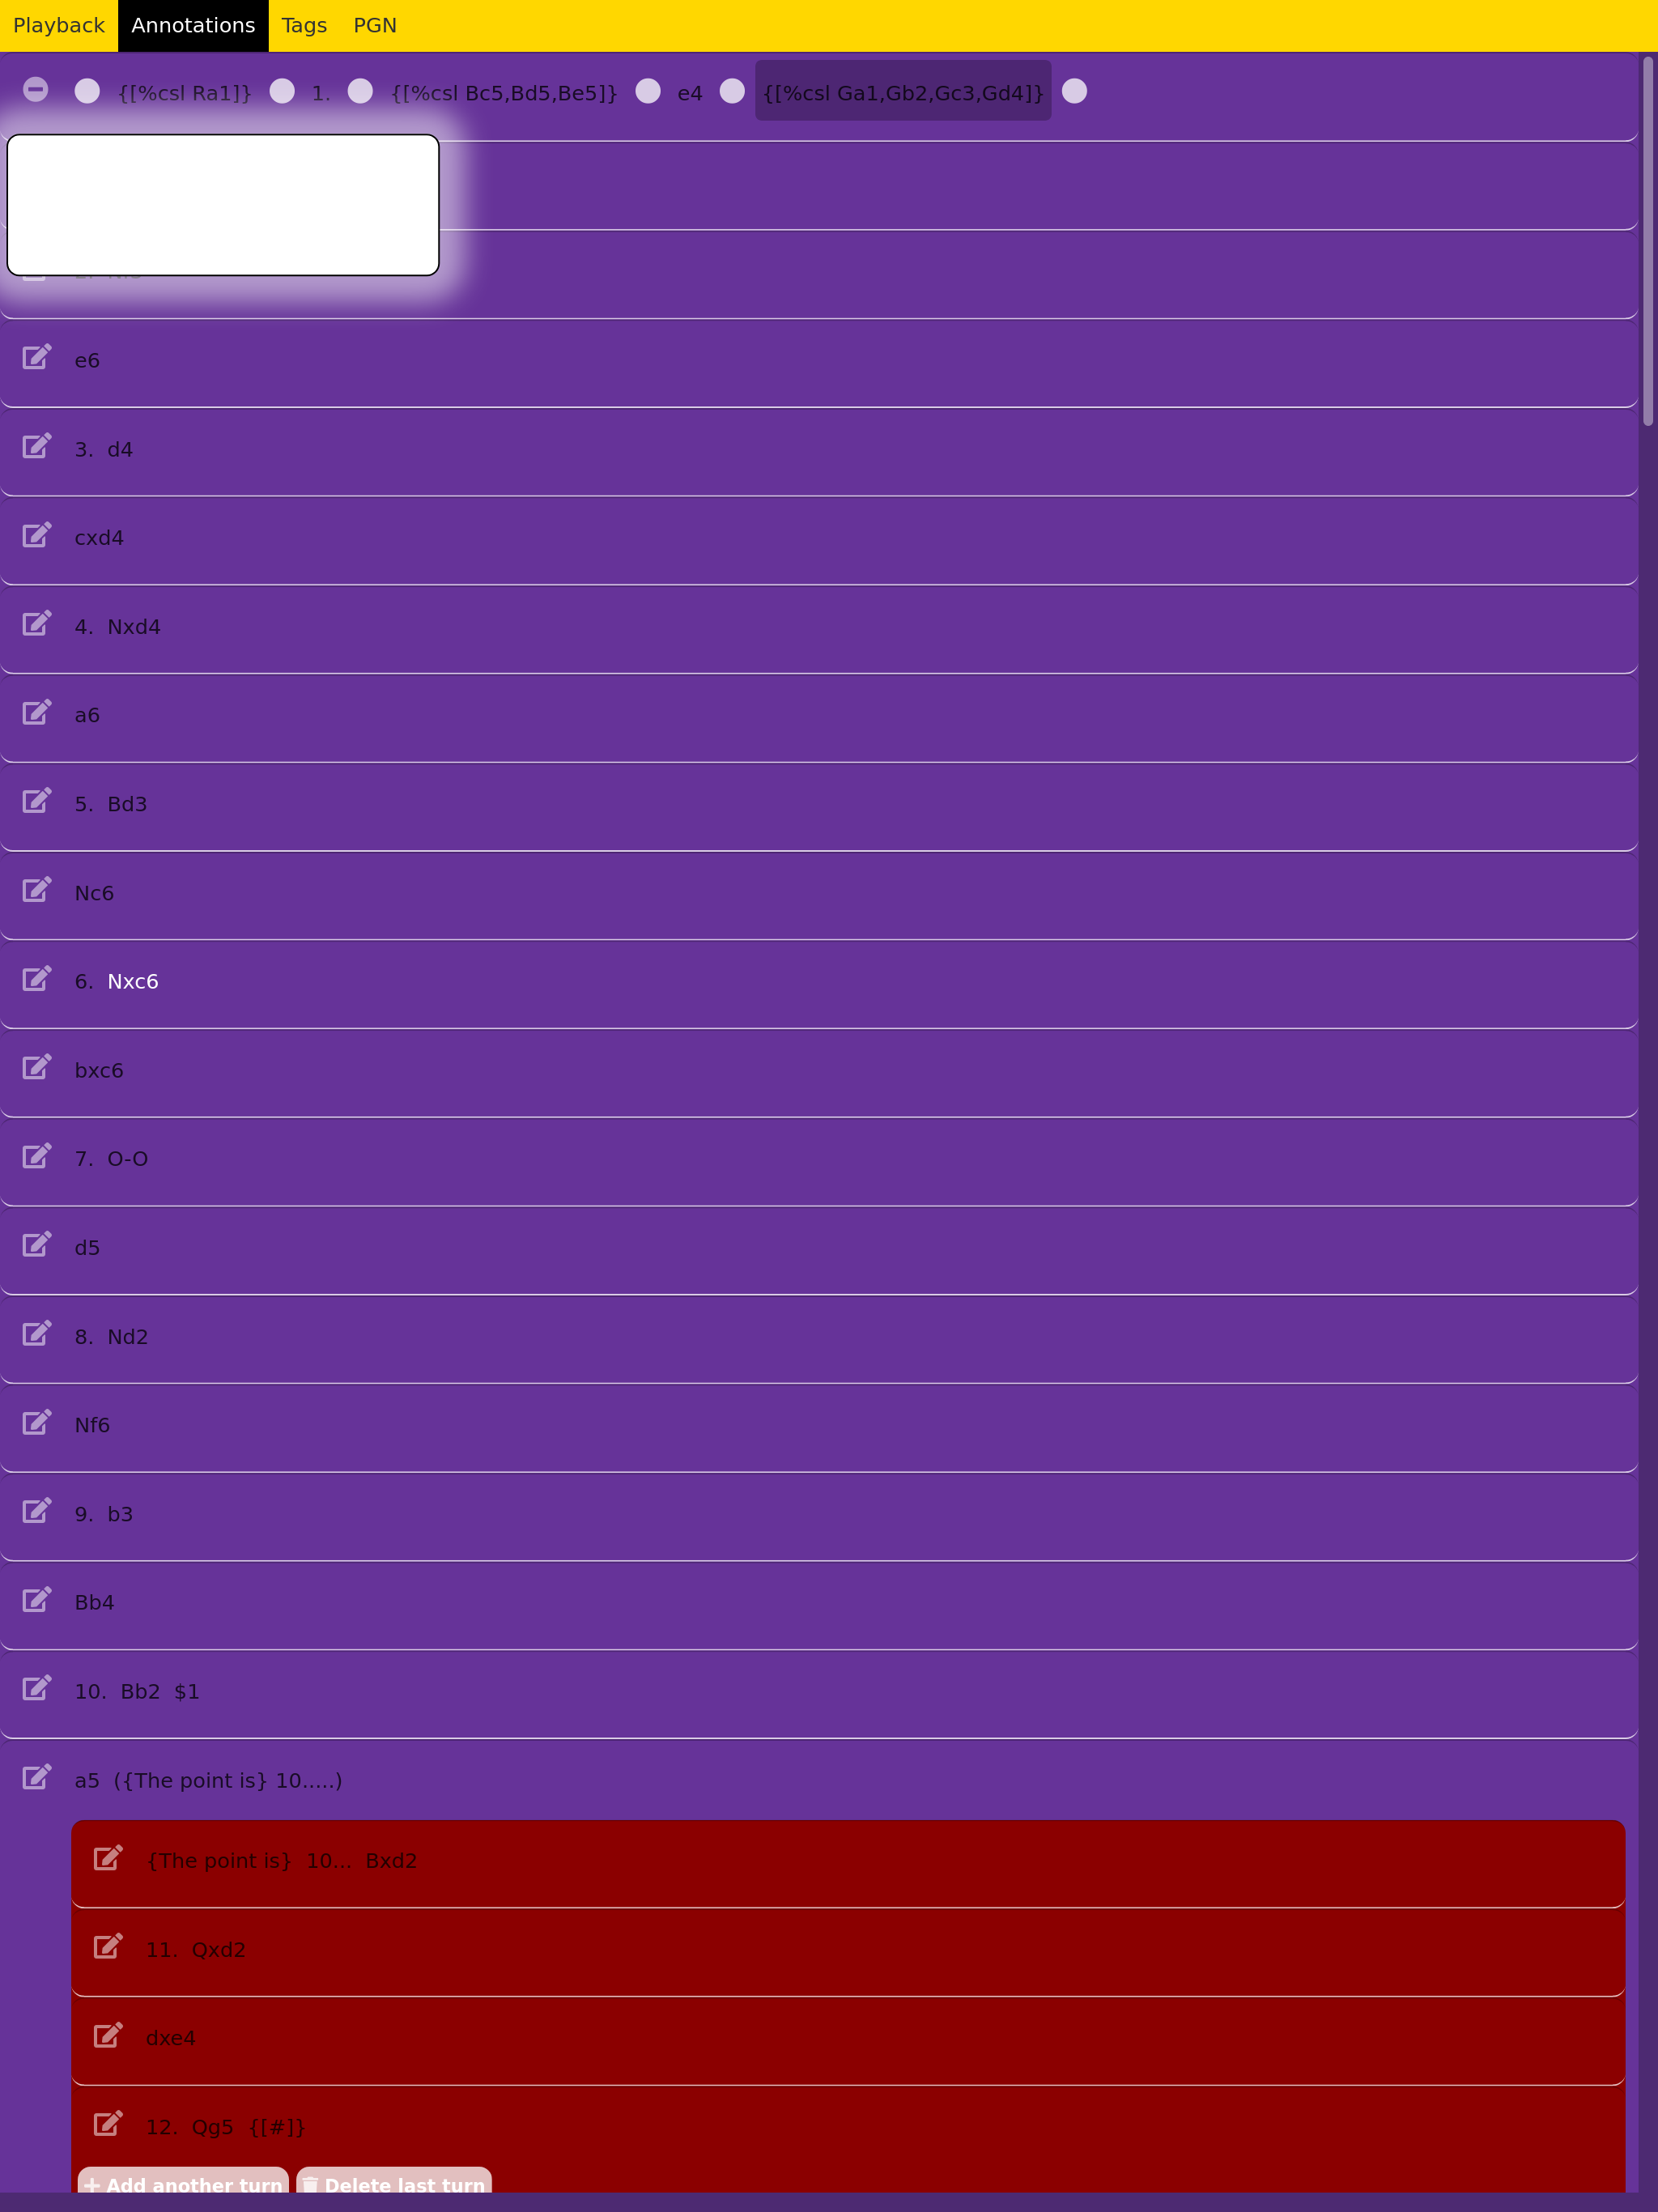 Playback Annotations Tags PGN
{[%csl Ra1]} 1. {[%csl Bc5,Bd5,Be5]} e4 {[%csl Ga1,Gb2,Gc3,Gd4]}
e6
3. d4
cxd4
4. Nxd4
a6
5. Bd3
Nc6
6. Nxc6
bxc6
7. O-O
d5
8. Nd2
Nf6
9. b3
Bb4
10. Bb2 $1
a5 ({The point is} 10.....)
{The point is} 10... Bxd2
11. Qxd2
dxe4
12. Qg5 {[#]}
Add another turn Delete last turn